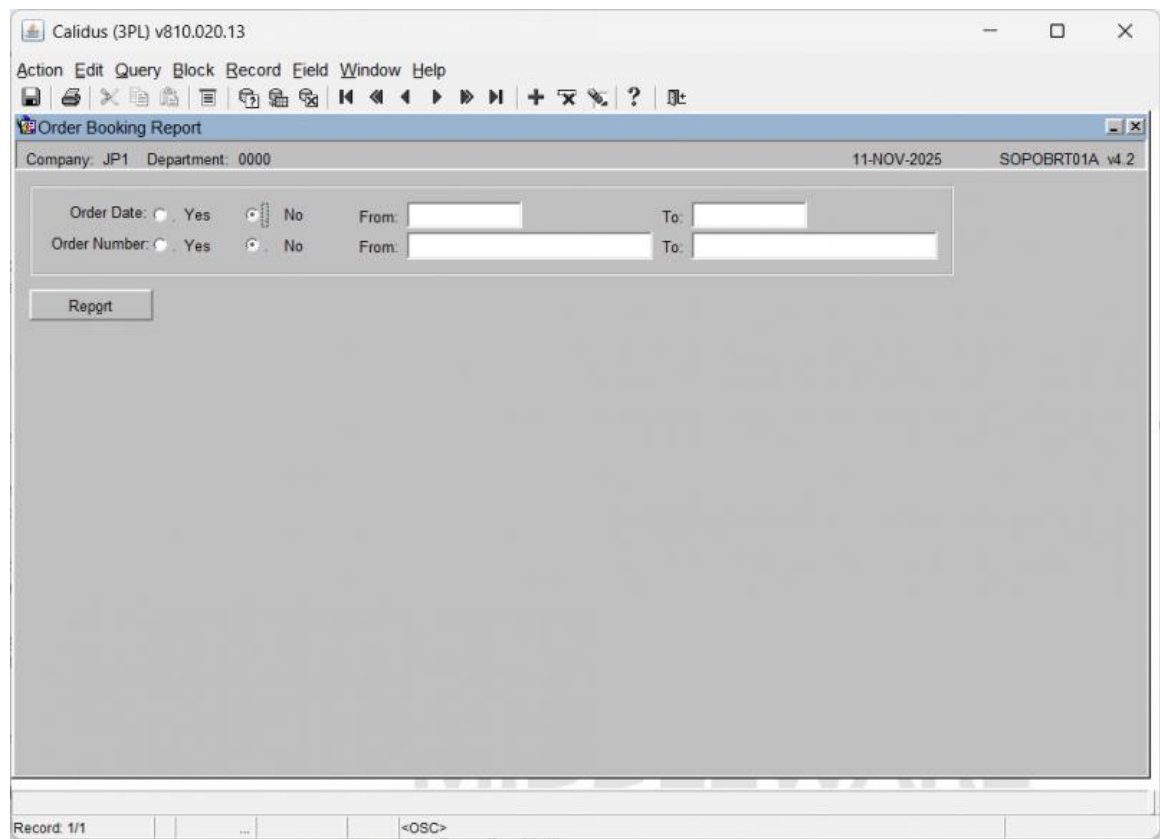 Calidus (3PL) v810.020.13
Action Edit Query Block Record Field Window Help
Order Booking Report
Company: JP1 Department: 0000 11-NOV-2025 SOPOBRT01A v4.2
Order Date: . Yes No From: To:
Order Number: . Yes . No From: To:
Report
MIDDLEWARE
Record: 1/1 ... <OSC>